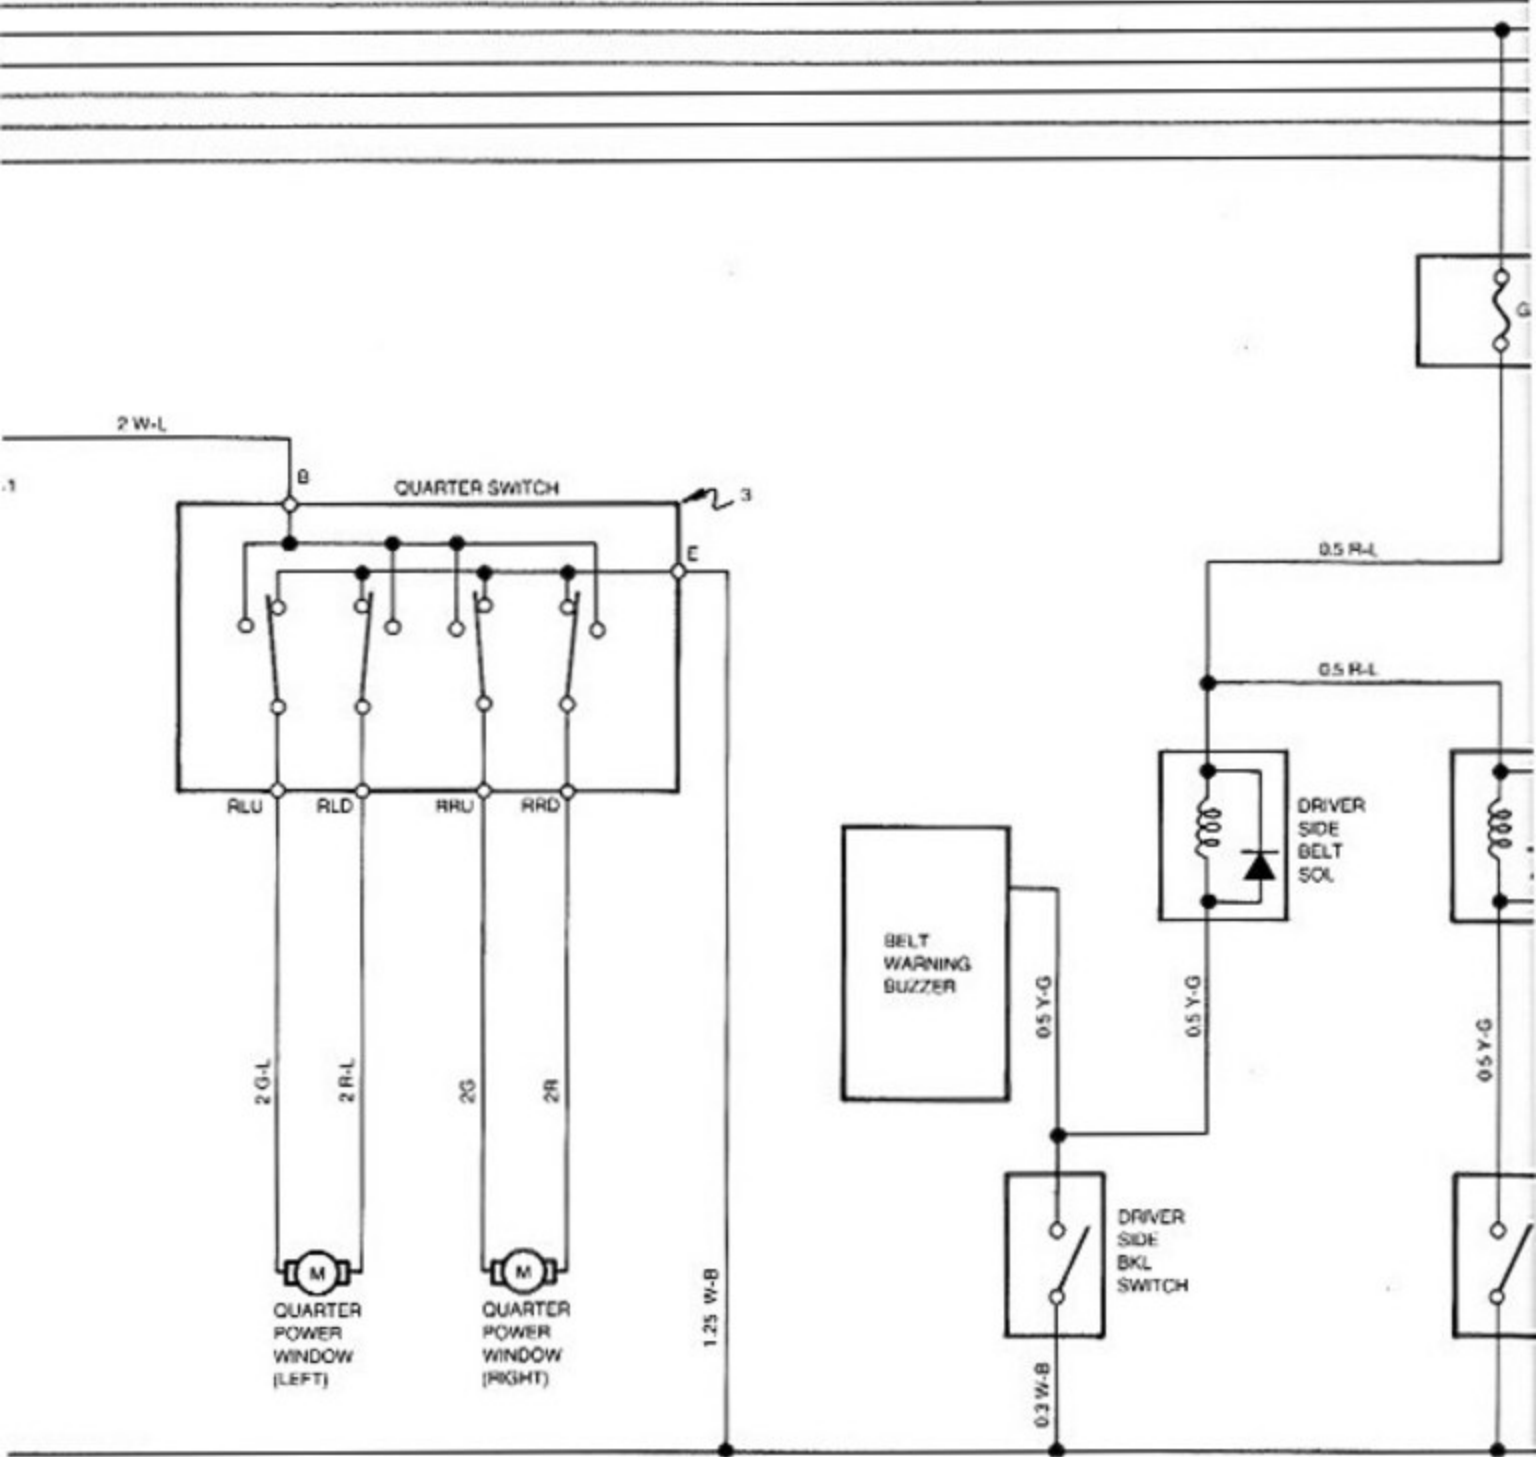 G
2 W-L
B
-1
QUARTER SWITCH
3
E
0.5 R-L
0.5 R-L
RLU
RLD
RRU
RRD
DRIVER
SIDE
BELT
SOL
BELT
WARNING
BUZZER
0.5 Y-G
0.5 Y-G
0.5 Y-G
2 G-L
2 R-L
2G
2R
DRIVER
SIDE
BKL
SWITCH
M
M
QUARTER
POWER
WINDOW
(LEFT)
QUARTER
POWER
WINDOW
(RIGHT)
1.25 W-B
0.3 W-B